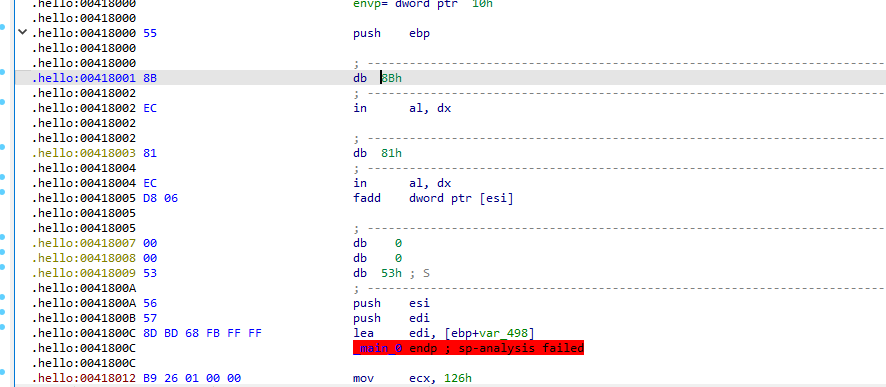 .hello:00418000 envp= dword ptr 10h
.hello:00418000
.hello:00418000 55 push ebp
.hello:00418000
.hello:00418000 ; ---------------------------------------------------------------------------
.hello:00418001 8B db 8Bh
.hello:00418002 ; ---------------------------------------------------------------------------
.hello:00418002 EC in al, dx
.hello:00418002
.hello:00418002 ; ---------------------------------------------------------------------------
.hello:00418003 81 db 81h
.hello:00418004 ; ---------------------------------------------------------------------------
.hello:00418004 EC in al, dx
.hello:00418005 D8 06 fadd dword ptr [esi]
.hello:00418005
.hello:00418005 ; ---------------------------------------------------------------------------
.hello:00418007 00 db 0
.hello:00418008 00 db 0
.hello:00418009 53 db 53h ; S
.hello:0041800A ; ---------------------------------------------------------------------------
.hello:0041800A 56 push esi
.hello:0041800B 57 push edi
.hello:0041800C 8D BD 68 FB FF FF lea edi, [ebp+var_498]
.hello:0041800C _main_0 endp ; sp-analysis failed
.hello:0041800C
.hello:00418012 B9 26 01 00 00 mov ecx, 126h